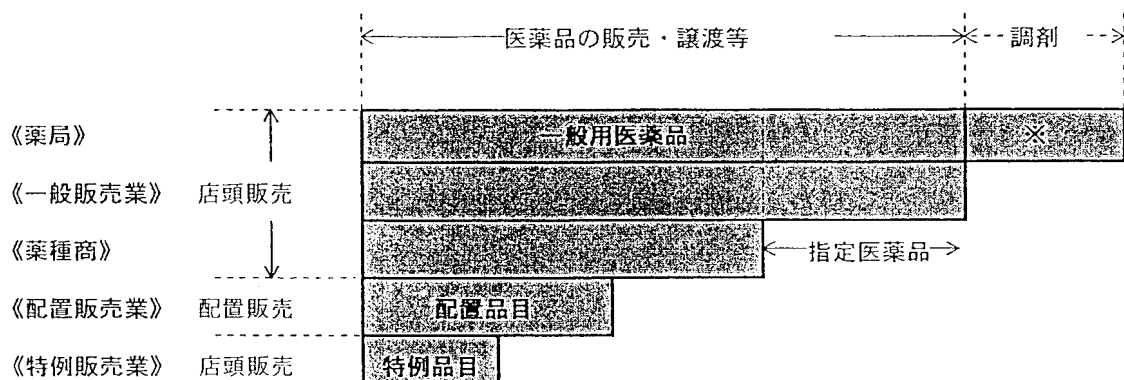 医薬品の販売・譲渡等 調剤
《薬局》 一般用医薬品 ※
《一般販売業》 店頭販売
《薬種商》 指定医薬品
《配置販売業》 配置販売 配置品目
《特例販売業》 店頭販売 特例品目